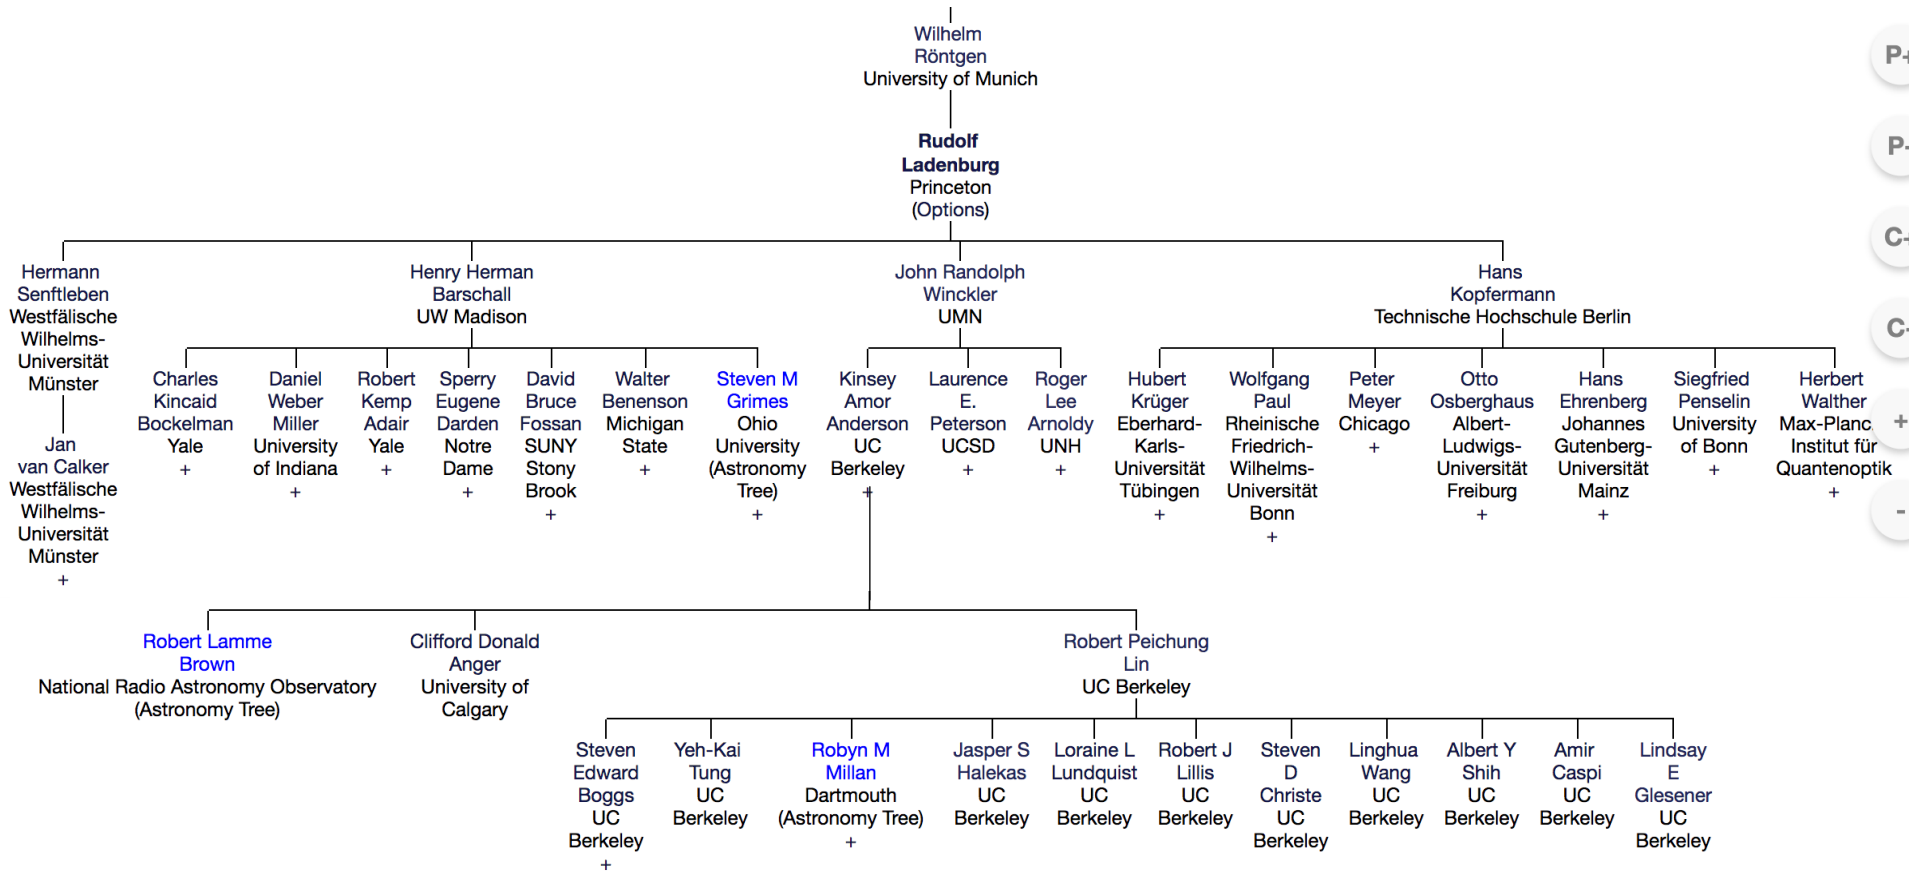 Wilhelm
Röntgen
University of Munich
Rudolf
Ladenburg
Princeton
(Options)
Hermann
Senftleben
Westfälische
Wilhelms-
Universität
Münster
Jan
van Calker
Westfälische
Wilhelms-
Universität
Münster
+
Henry Herman
Barschall
UW Madison
Charles
Kincaid
Bockelman
Yale
+
Daniel
Weber
Miller
University
of Indiana
+
Robert
Kemp
Adair
Yale
+
Sperry
Eugene
Darden
Notre
Dame
+
David
Bruce
Fossan
SUNY
Stony
Brook
+
Walter
Benenson
Michigan
State
+
Steven M
Grimes
Ohio
University
(Astronomy
Tree)
+
John Randolph
Winckler
UMN
Kinsey
Amor
Anderson
UC
Berkeley
+
Laurence
E.
Peterson
UCSD
+
Roger
Lee
Arnoldy
UNH
+
Hans
Kopfermann
Technische Hochschule Berlin
Hubert
Krüger
Eberhard-
Karls-
Universität
Tübingen
+
Wolfgang
Paul
Rheinische
Friedrich-
Wilhelms-
Universität
Bonn
+
Peter
Meyer
Chicago
+
Otto
Osberghaus
Albert-
Ludwigs-
Universität
Freiburg
+
Hans
Ehrenberg
Johannes
Gutenberg-
Universität
Mainz
+
Siegfried
Penselin
University
of Bonn
+
Herbert
Walther
Max-Planc
Institut für
Quantenoptik
+
Robert Lamme
Brown
National Radio Astronomy Observatory
(Astronomy Tree)
Clifford Donald
Anger
University of
Calgary
Robert Peichung
Lin
UC Berkeley
Steven
Edward
Boggs
UC
Berkeley
+
Yeh-Kai
Tung
UC
Berkeley
Robyn M
Millan
Dartmouth
(Astronomy Tree)
+
Jasper S
Halekas
UC
Berkeley
Loraine L
Lundquist
UC
Berkeley
Robert J
Lillis
UC
Berkeley
Steven
D
Christe
UC
Berkeley
Linghua
Wang
UC
Berkeley
Albert Y
Shih
UC
Berkeley
Amir
Caspi
UC
Berkeley
Lindsay
E
Glesener
UC
Berkeley
P+
P-
C+
C-
+
-